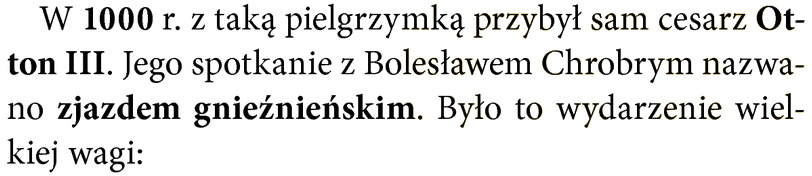 W 1000 r. z taką pielgrzymką przybył sam cesarz Ot-
ton III. Jego spotkanie z Bolesławem Chrobrym nazwa-
no zjazdem gnieźnieńskim. Było to wydarzenie wiel-
kiej wagi: